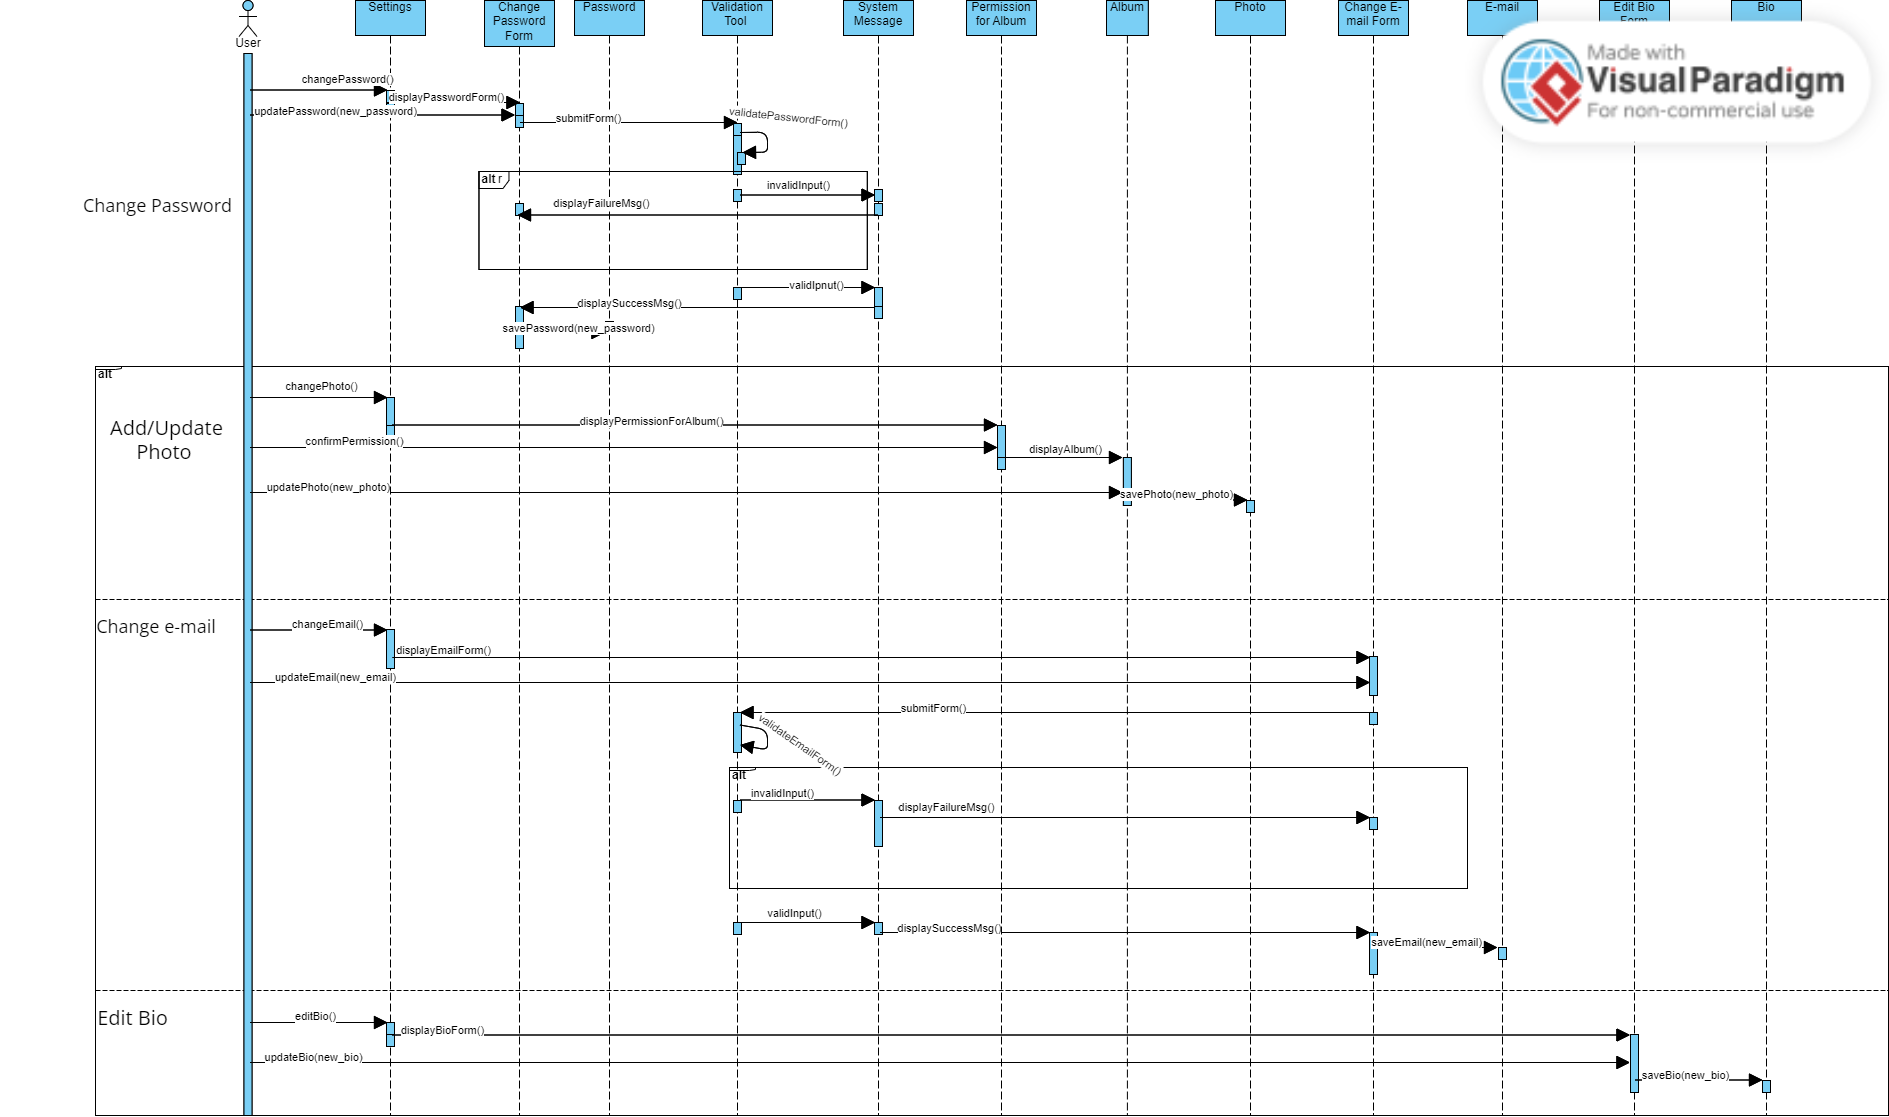 Settings
Change
Password
Form
Password
Validation
Tool
System
Message
Permission
for Album
Album
Photo
Change E-
mail Form
E-mail
Edit Bio
Form
Bio
User
Made with
Visual Paradigm
For non-commercial use
changePassword()
displayPasswordForm()
updatePassword(new_password)
submitForm()
validatePasswordForm()
alt r
invalidInput()
displayFailureMsg()
Change Password
validIpnut()
displaySuccessMsg()
savePassword(new_password)
alt
changePhoto()
Add/Update
Photo
displayPermissionForAlbum()
confirmPermission()
displayAlbum()
updatePhoto(new_photo)
savePhoto(new_photo)
Change e-mail
changeEmail()
displayEmailForm()
updateEmail(new_email)
submitForm()
validateEmailForm()
alt
invalidInput()
displayFailureMsg()
validInput()
displaySuccessMsg()
saveEmail(new_email)
Edit Bio
editBio()
displayBioForm()
updateBio(new_bio)
saveBio(new_bio)